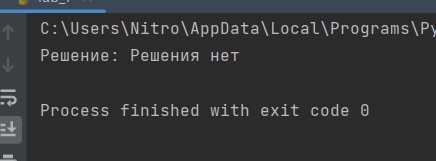 C:\Users\Nitro\AppData\Local\Programs\Py
Решение: Решения нет
Process finished with exit code 0